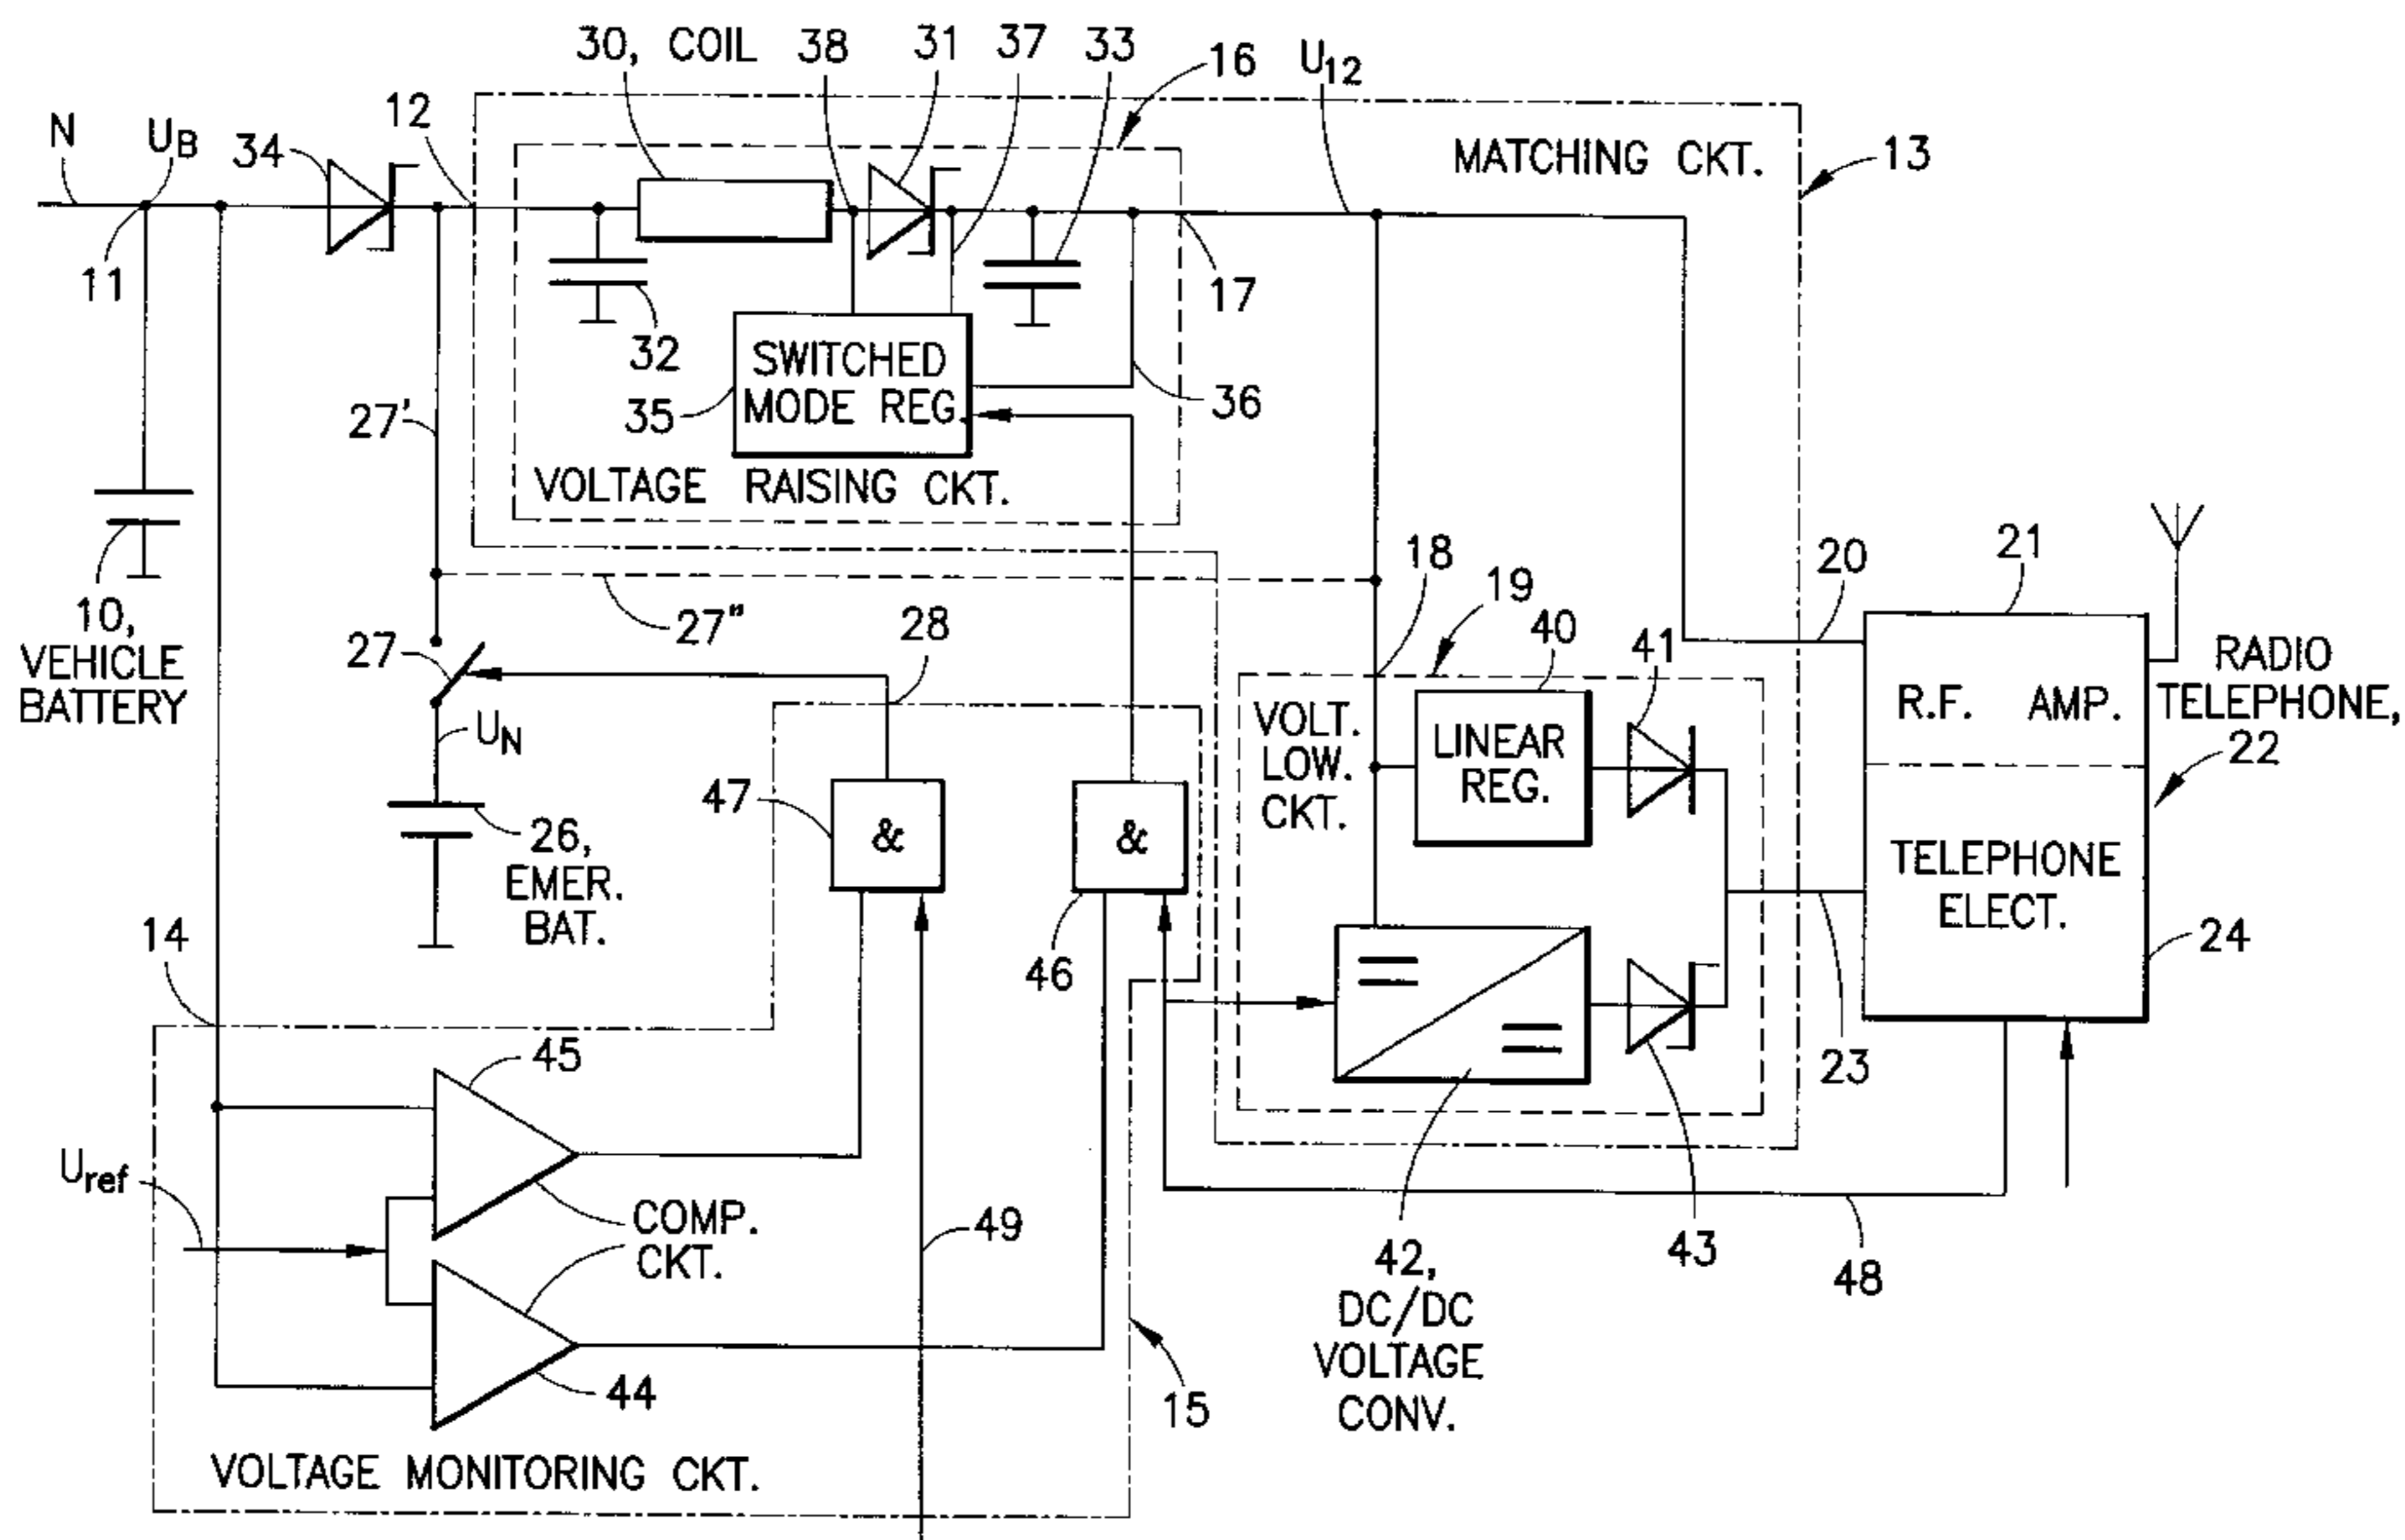 30, COIL 38 31 37 33 16 U12
N UB 34 12
MATCHING CKT. 13
11
32
17
SWITCHED
MODE REG.
35
36
27'
VOLTAGE RAISING CKT.
10,
VEHICLE
BATTERY
27"
28
18
19
20
21
27
40
41
UN
RADIO
TELEPHONE,
22
R.F. AMP.
VOLT.
LOW.
CKT.
LINEAR
REG.
47
&
&
26,
EMER.
BAT.
TELEPHONE
ELECT.
14
46
24
45
23
Uref
COMP.
CKT.
49
43
48
42,
DC/DC
VOLTAGE
CONV.
44
15
VOLTAGE MONITORING CKT.